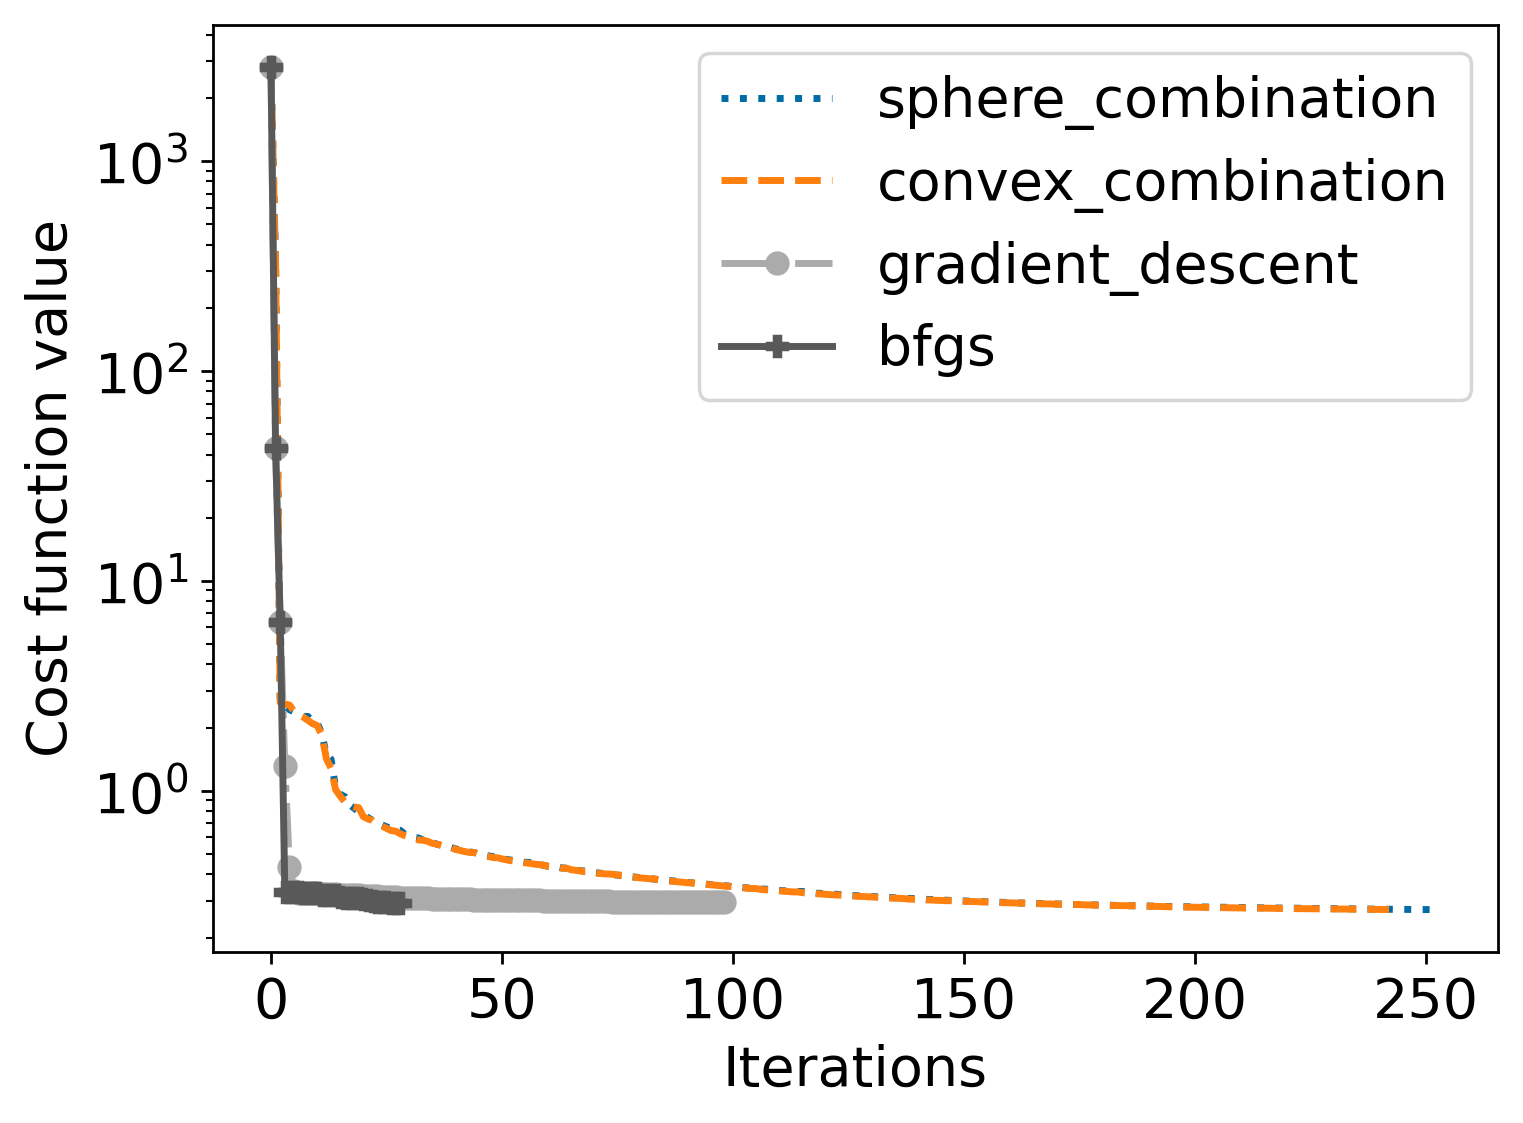 Cost function value
10³
10²
10¹
10⁰
sphere_combination
convex_combination
gradient_descent
bfgs
0 50 100 150 200 250
Iterations